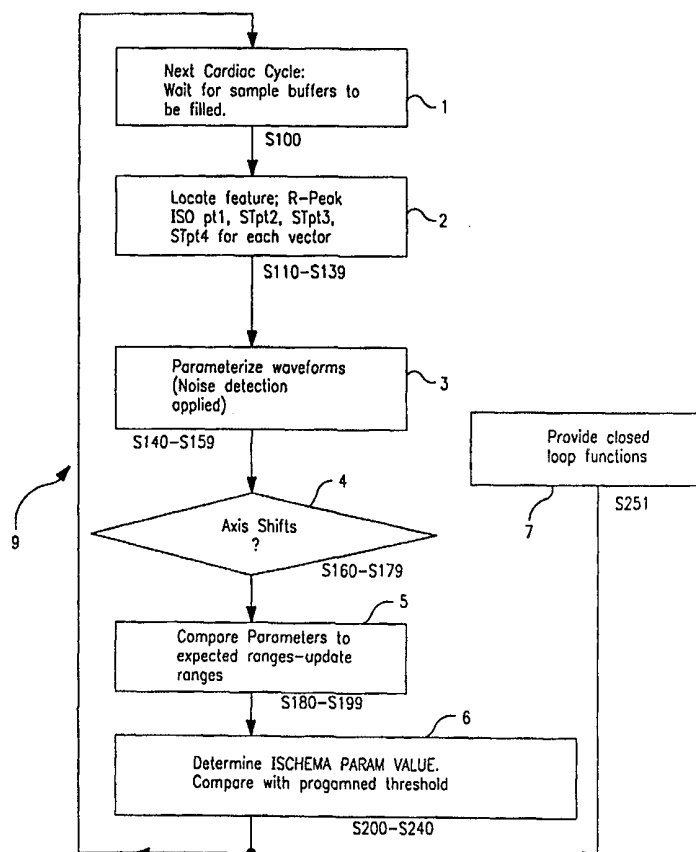 Next Cardiac Cycle:
Wait for sample buffers to
be filled.
1
S100
Locate feature; R-Peak
ISO pt1, STpt2, STpt3,
STpt4 for each vector
2
S110-S139
Parameterize waveforms
(Noise detection
applied)
3
S140-S159
Provide closed
loop functions
7
S251
4
Axis Shifts
?
S160-S179
9
5
Compare Parameters to
expected ranges-update
ranges
S180-S199
6
Determine ISCHEMA PARAM VALUE.
Compare with progamned threshold
S200-S240